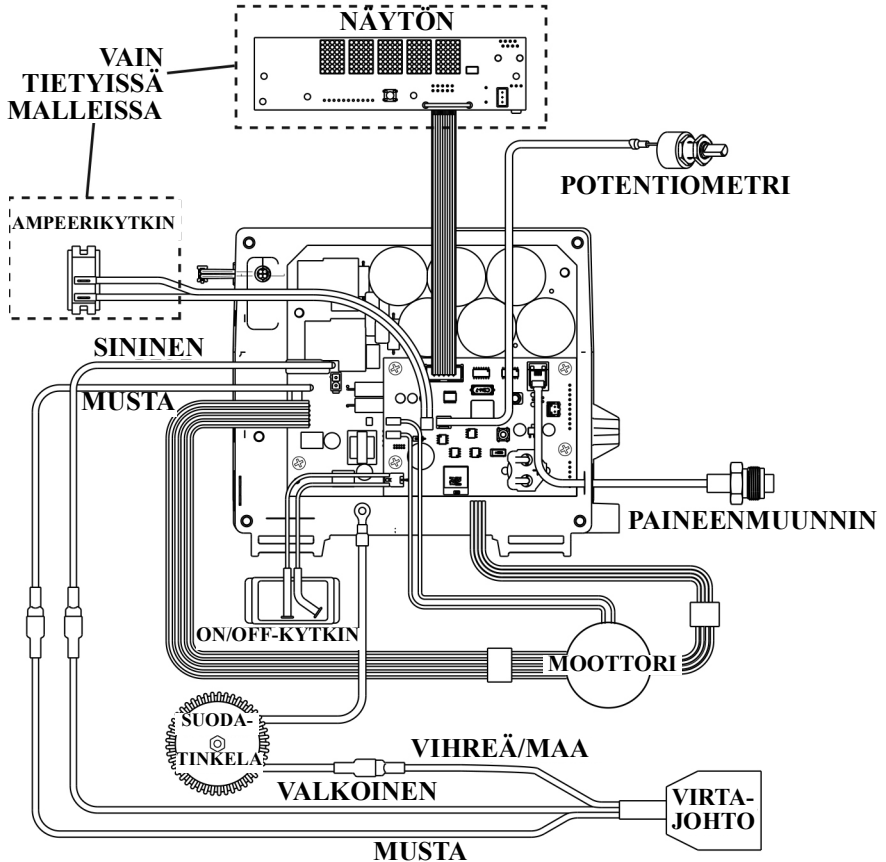 NÄYTÖN
VAIN
TIETYISSÄ
MALLEISSA
POTENTIOMETRI
AMPEERIKYTKIN
SININEN
MUSTA
PAINEENMUUNNIN
ON/OFF-KYTKIN
MOOTTORI
SUODA-
TINKELA
VIHREÄ/MAA
VALKOINEN
VIRTA-
JOHTO
MUSTA